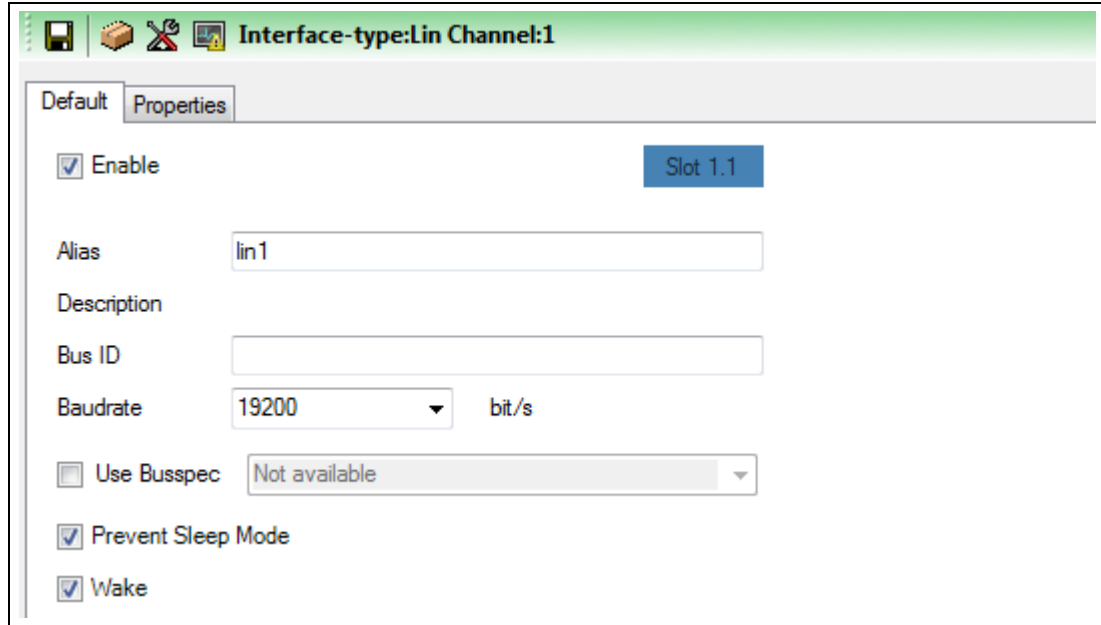 Interface-type:Lin Channel:1
Default Properties
Enable Slot 1.1
Alias lin1
Description
Bus ID
Baudrate 19200 bit/s
Use Busspec Not available
Prevent Sleep Mode
Wake